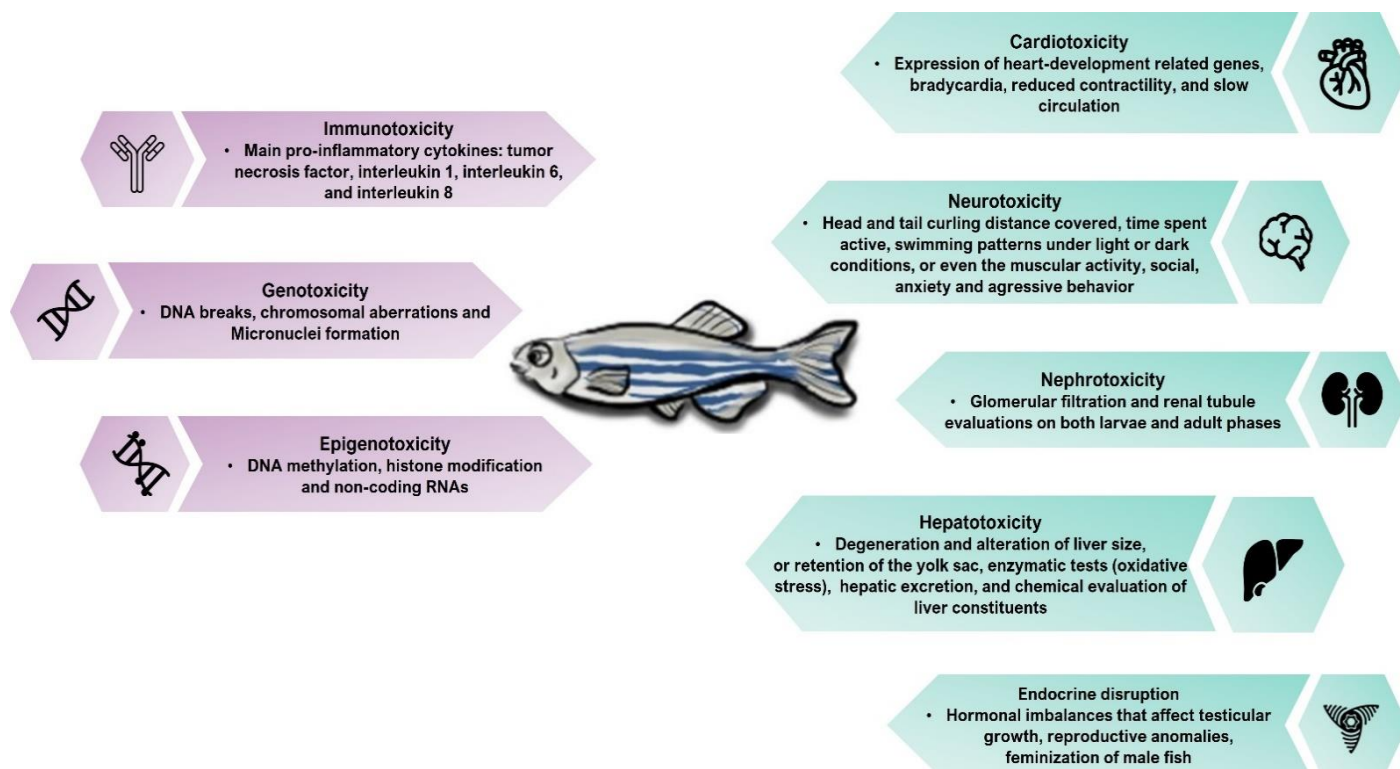 Immunotoxicity
• Main pro-inflammatory cytokines: tumor
necrosis factor, interleukin 1, interleukin 6,
and interleukin 8
Genotoxicity
• DNA breaks, chromosomal aberrations and
Micronuclei formation
Epigenotoxicity
• DNA methylation, histone modification
and non-coding RNAs
Cardiotoxicity
• Expression of heart-development related genes,
bradycardia, reduced contractility, and slow
circulation
Neurotoxicity
• Head and tail curling distance covered, time spent
active, swimming patterns under light or dark
conditions, or even the muscular activity, social,
anxiety and agressive behavior
Nephrotoxicity
• Glomerular filtration and renal tubule
evaluations on both larvae and adult phases
Hepatotoxicity
• Degeneration and alteration of liver size,
or retention of the yolk sac, enzymatic tests (oxidative
stress), hepatic excretion, and chemical evaluation of
liver constituents
Endocrine disruption
• Hormonal imbalances that affect testicular
growth, reproductive anomalies,
feminization of male fish